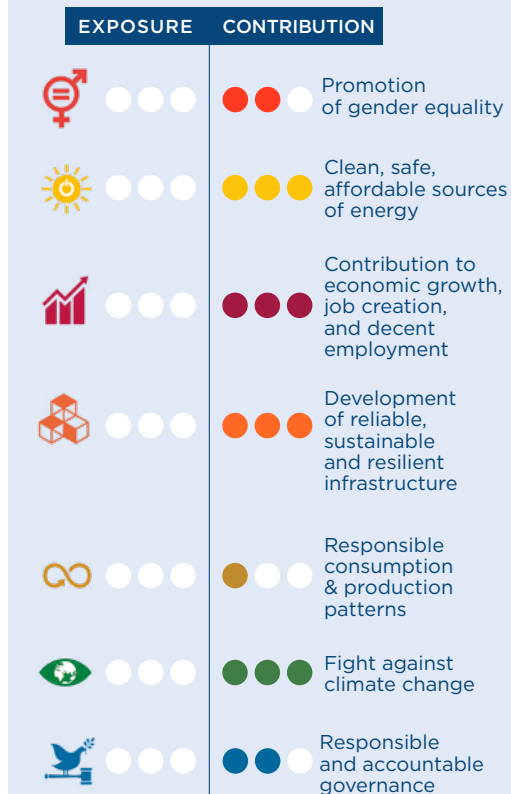 EXPOSURE CONTRIBUTION
Promotion
of gender equality
Clean, safe,
affordable sources
of energy
Contribution to
economic growth,
job creation,
and decent
employment
Development
of reliable,
sustainable
and resilient
infrastructure
Responsible
consumption
& production
patterns
Fight against
climate change
Responsible
and accountable
governance